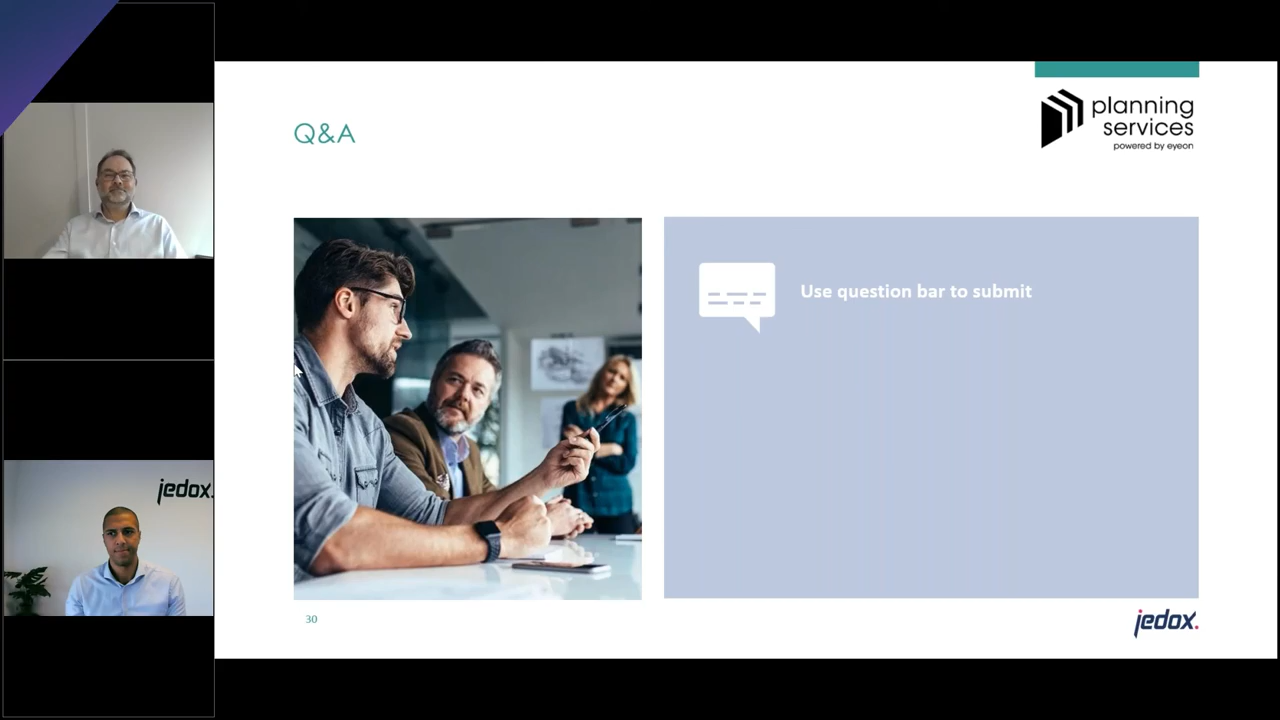 Q&A
planning
services
powered by eyeon
Use question bar to submit
jedox.
30
jedox.